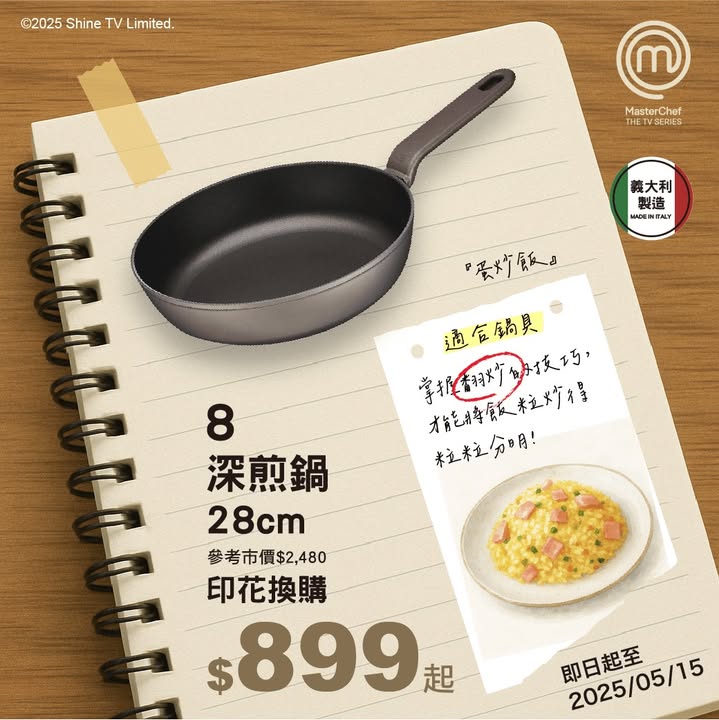 ©2025 Shine TV Limited.
MasterChef
THE TV SERIES
義大利
製造
MADE IN ITALY
『蛋炒飯』
適合鍋具
掌握翻炒的技巧，
才能將飯粒炒得
粒粒分明！
8
深煎鍋
28cm
參考市價$2,480
印花換購
$899起
即日起至
2025/05/15